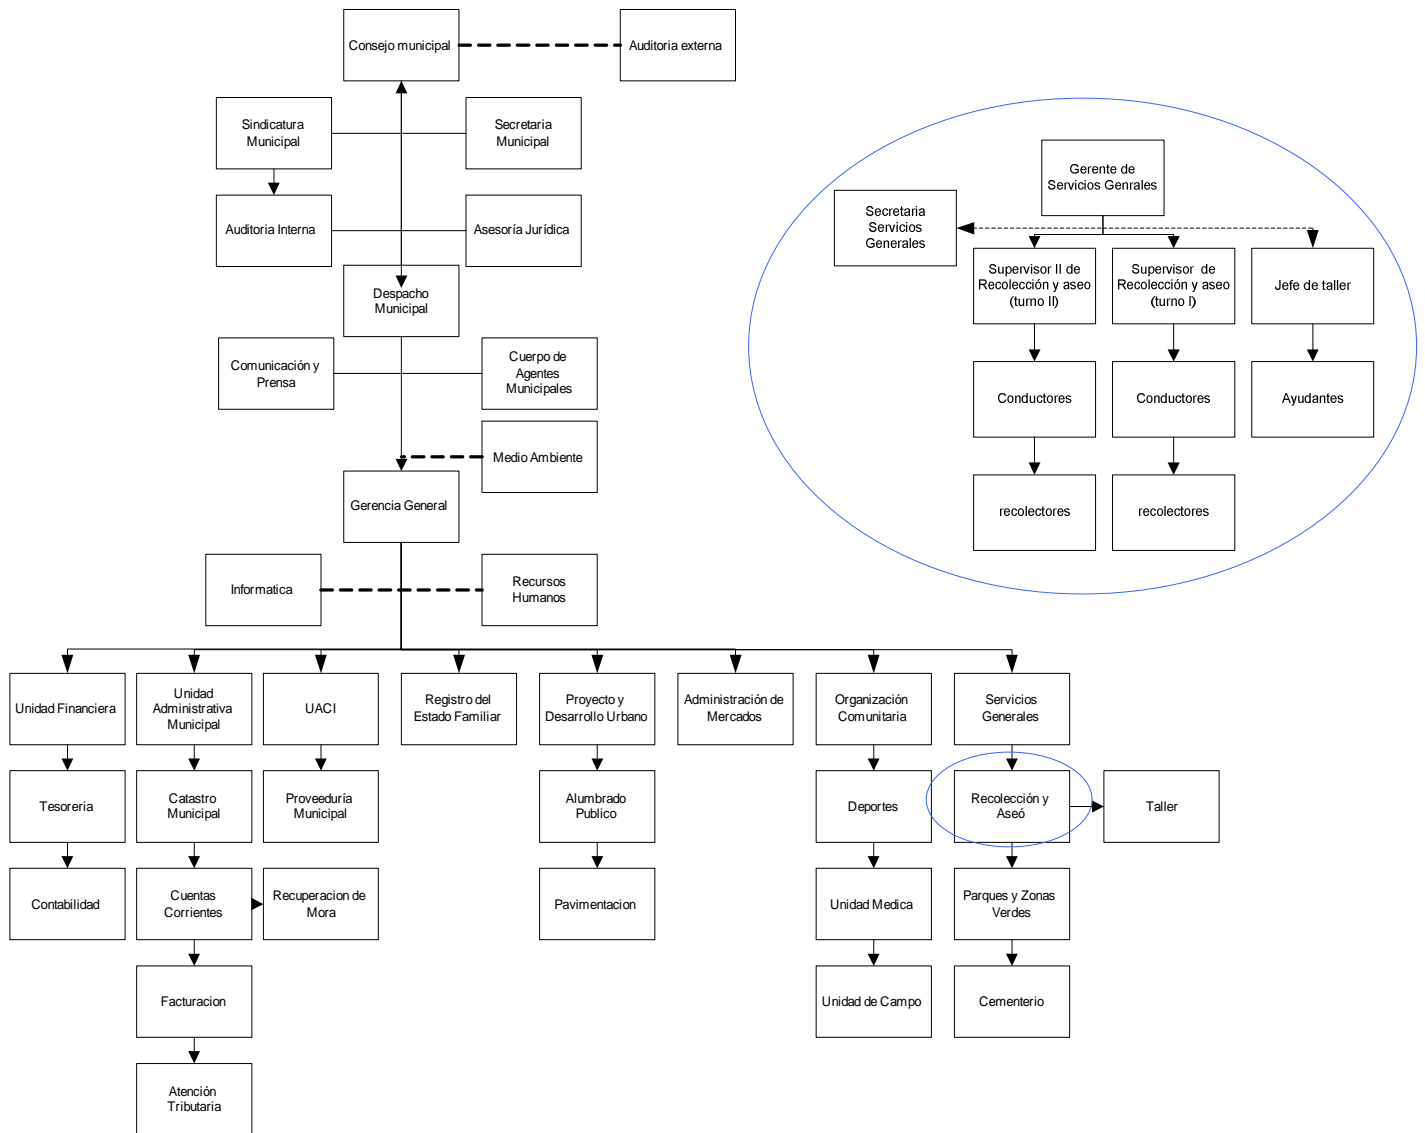 Consejo municipal
Auditoria externa
Sindicatura
Municipal
Secretaria
Municipal
Auditoria Interna
Asesoría Jurídica
Despacho
Municipal
Comunicación y
Prensa
Cuerpo de
Agentes
Municipales
Medio Ambiente
Gerencia General
Informatica
Recursos
Humanos
Unidad Financiera
Unidad
Administrativa
Municipal
UACI
Registro del
Estado Familiar
Proyecto y
Desarrollo Urbano
Administración de
Mercados
Organización
Comunitaria
Servicios
Generales
Tesoreria
Catastro
Municipal
Proveeduría
Municipal
Alumbrado
Publico
Deportes
Recolección y
Aseó
Taller
Contabilidad
Cuentas
Corrientes
Recuperacion de
Mora
Pavimentacion
Unidad Medica
Parques y Zonas
Verdes
Facturacion
Unidad de Campo
Cementerio
Atención
Tributaria
Gerente de
Servicios Genrales
Secretaria
Servicios
Generales
Supervisor II de
Recolección y aseo
(turno II)
Supervisor de
Recolección y aseo
(turno I)
Jefe de taller
Conductores
Conductores
Ayudantes
recolectores
recolectores